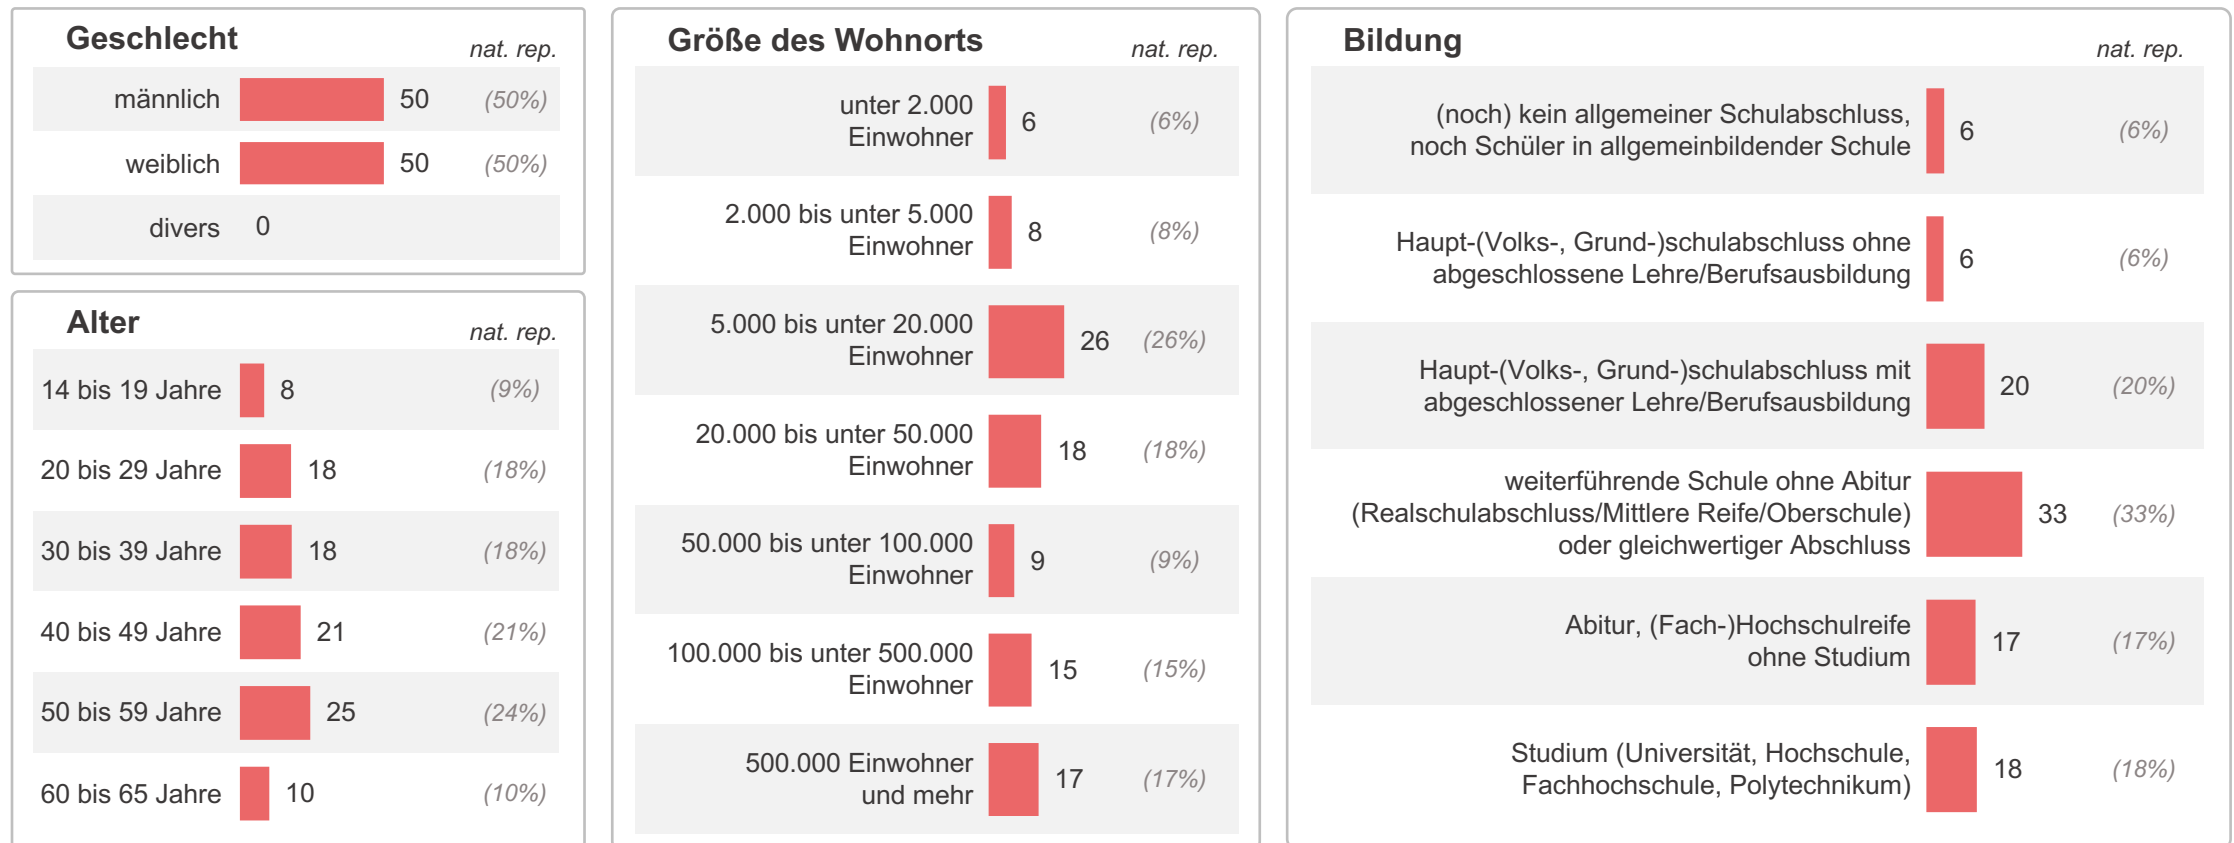 Geschlecht
nat. rep.
männlich 50 (50%)
weiblich 50 (50%)
divers 0
Alter
nat. rep.
14 bis 19 Jahre 8 (9%)
20 bis 29 Jahre 18 (18%)
30 bis 39 Jahre 18 (18%)
40 bis 49 Jahre 21 (21%)
50 bis 59 Jahre 25 (24%)
60 bis 65 Jahre 10 (10%)
Größe des Wohnorts
nat. rep.
unter 2.000
Einwohner
6 (6%)
2.000 bis unter 5.000
Einwohner
8 (8%)
5.000 bis unter 20.000
Einwohner
26 (26%)
20.000 bis unter 50.000
Einwohner
18 (18%)
50.000 bis unter 100.000
Einwohner
9 (9%)
100.000 bis unter 500.000
Einwohner
15 (15%)
500.000 Einwohner
und mehr
17 (17%)
Bildung
nat. rep.
(noch) kein allgemeiner Schulabschluss,
noch Schüler in allgemeinbildender Schule
6 (6%)
Haupt-(Volks-, Grund-)schulabschluss ohne
abgeschlossene Lehre/Berufsausbildung
6 (6%)
Haupt-(Volks-, Grund-)schulabschluss mit
abgeschlossener Lehre/Berufsausbildung
20 (20%)
weiterführende Schule ohne Abitur
(Realschulabschluss/Mittlere Reife/Oberschule)
oder gleichwertiger Abschluss
33 (33%)
Abitur, (Fach-)Hochschulreife
ohne Studium
17 (17%)
Studium (Universität, Hochschule,
Fachhochschule, Polytechnikum)
18 (18%)